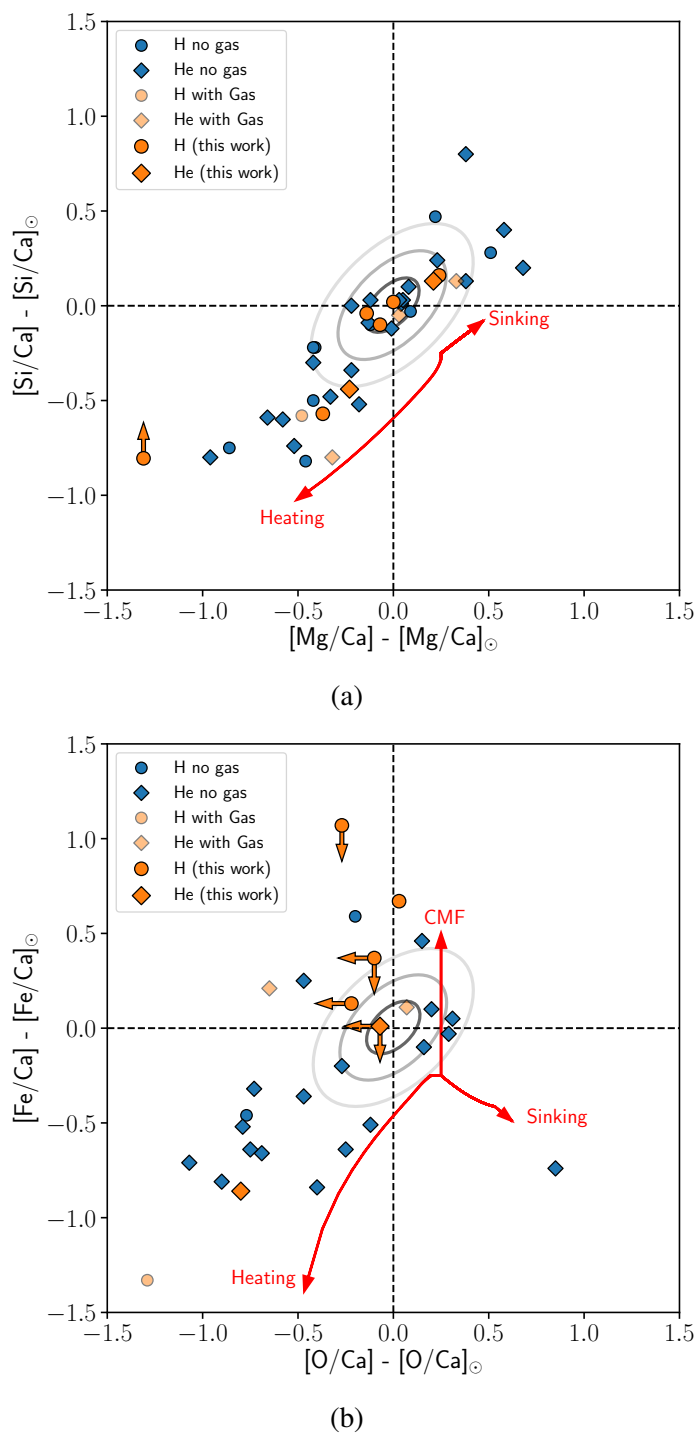 1.5
1.0
0.5
0.0
−0.5
−1.0
−1.5
[Si/Ca] - [Si/Ca]⊙
H no gas
He no gas
H with Gas
He with Gas
H (this work)
He (this work)
Sinking
Heating
−1.5 −1.0 −0.5 0.0 0.5 1.0 1.5
[Mg/Ca] - [Mg/Ca]⊙
(a)
1.5
1.0
0.5
0.0
−0.5
−1.0
−1.5
[Fe/Ca] - [Fe/Ca]⊙
H no gas
He no gas
H with Gas
He with Gas
H (this work)
He (this work)
CMF
Sinking
Heating
−1.5 −1.0 −0.5 0.0 0.5 1.0 1.5
[O/Ca] - [O/Ca]⊙
(b)